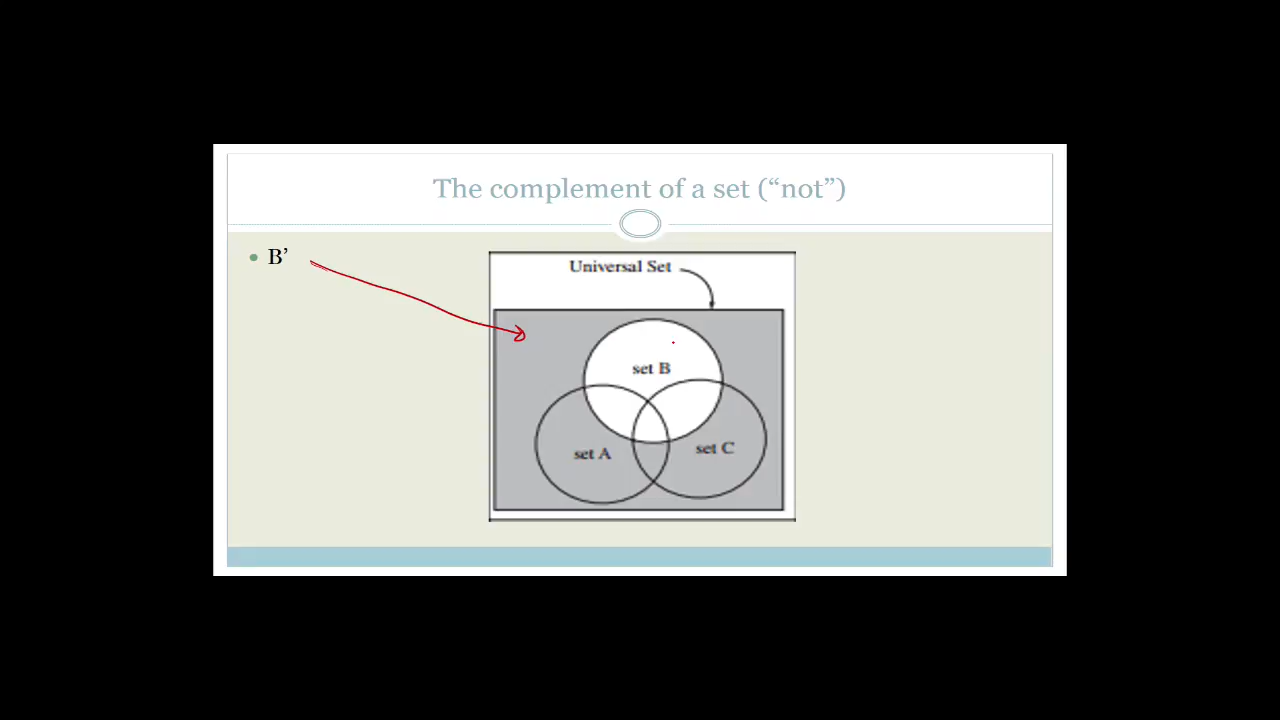 The complement of a set (“not”)
• B’
Universal Set
set B
set A
set C